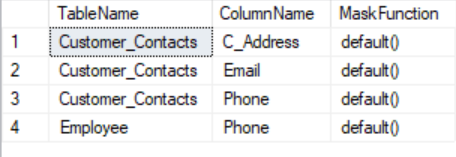 TableName ColumnName MaskFunction
1 Customer_Contacts C_Address default()
2 Customer_Contacts Email default()
3 Customer_Contacts Phone default()
4 Employee Phone default()